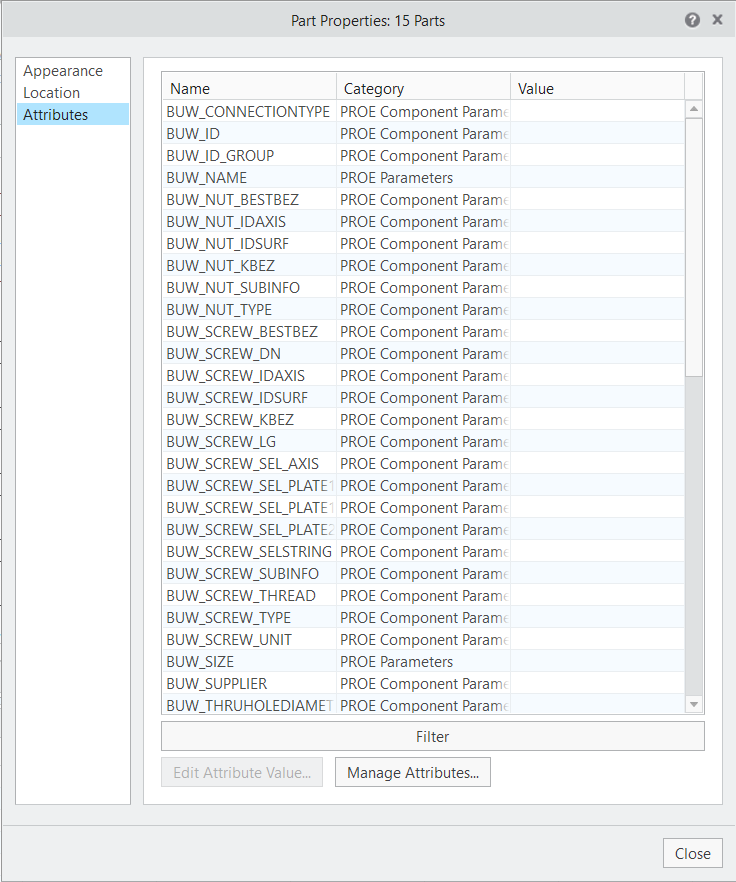 Part Properties: 15 Parts
Appearance
Location
Attributes
Name Category Value
BUW_CONNECTIONTYPE PROE Component Parame
BUW_ID PROE Component Parame
BUW_ID_GROUP PROE Component Parame
BUW_NAME PROE Parameters
BUW_NUT_BESTBEZ PROE Component Parame
BUW_NUT_IDAXIS PROE Component Parame
BUW_NUT_IDSURF PROE Component Parame
BUW_NUT_KBEZ PROE Component Parame
BUW_NUT_SUBINFO PROE Component Parame
BUW_NUT_TYPE PROE Component Parame
BUW_SCREW_BESTBEZ PROE Component Parame
BUW_SCREW_DN PROE Component Parame
BUW_SCREW_IDAXIS PROE Component Parame
BUW_SCREW_IDSURF PROE Component Parame
BUW_SCREW_KBEZ PROE Component Parame
BUW_SCREW_LG PROE Component Parame
BUW_SCREW_SEL_AXIS PROE Component Parame
BUW_SCREW_SEL_PLATE1 PROE Component Parame
BUW_SCREW_SEL_PLATE1 PROE Component Parame
BUW_SCREW_SEL_PLATE2 PROE Component Parame
BUW_SCREW_SELSTRING PROE Component Parame
BUW_SCREW_SUBINFO PROE Component Parame
BUW_SCREW_THREAD PROE Component Parame
BUW_SCREW_TYPE PROE Component Parame
BUW_SCREW_UNIT PROE Component Parame
BUW_SIZE PROE Parameters
BUW_SUPPLIER PROE Component Parame
BUW_THRUHOLEDIAMET PROE Component Parame
Filter
Edit Attribute Value... Manage Attributes...
Close